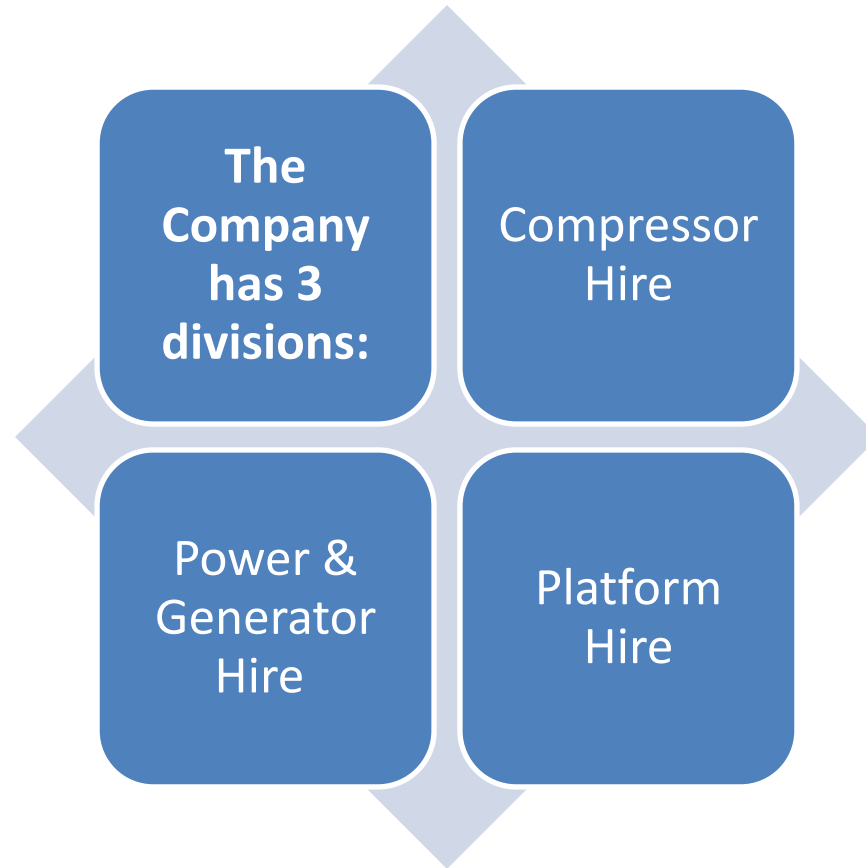 The
Company
has 3
divisions:
Compressor
Hire
Power &
Generator
Hire
Platform
Hire